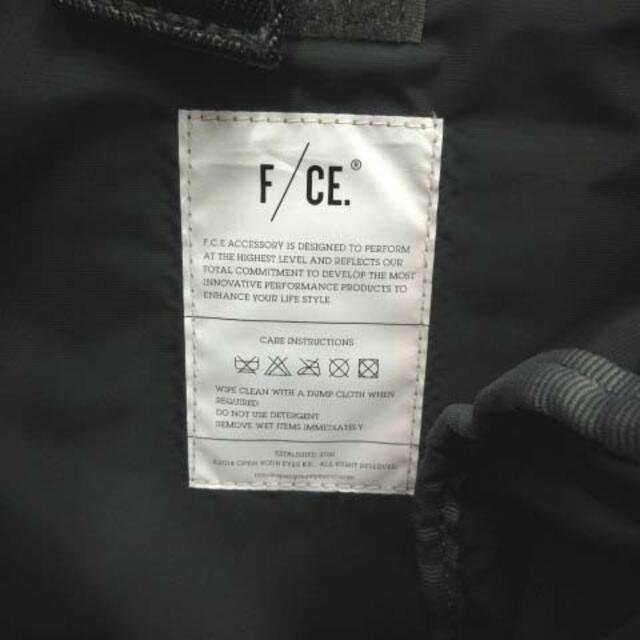 F/CE.®
F.C.E ACCESSORY IS DESIGNED TO PERFORM
AT THE HIGHEST LEVEL AND REFLECTS OUR
TOTAL COMMITMENT TO DEVELOP THE MOST
INNOVATIVE PERFORMANCE PRODUCTS TO
ENHANCE YOUR LIFE STYLE
CARE INSTRUCTIONS
WIPE CLEAN WITH A DUMP CLOTH WHEN
REQUIRED
DO NOT USE DETERGENT
REMOVE WET ITEMS IMMEDIATELY
ESTABLISHED 2010
©2014 OPEN YOUR EYES K.K. ALL RIGHT RESERVED.